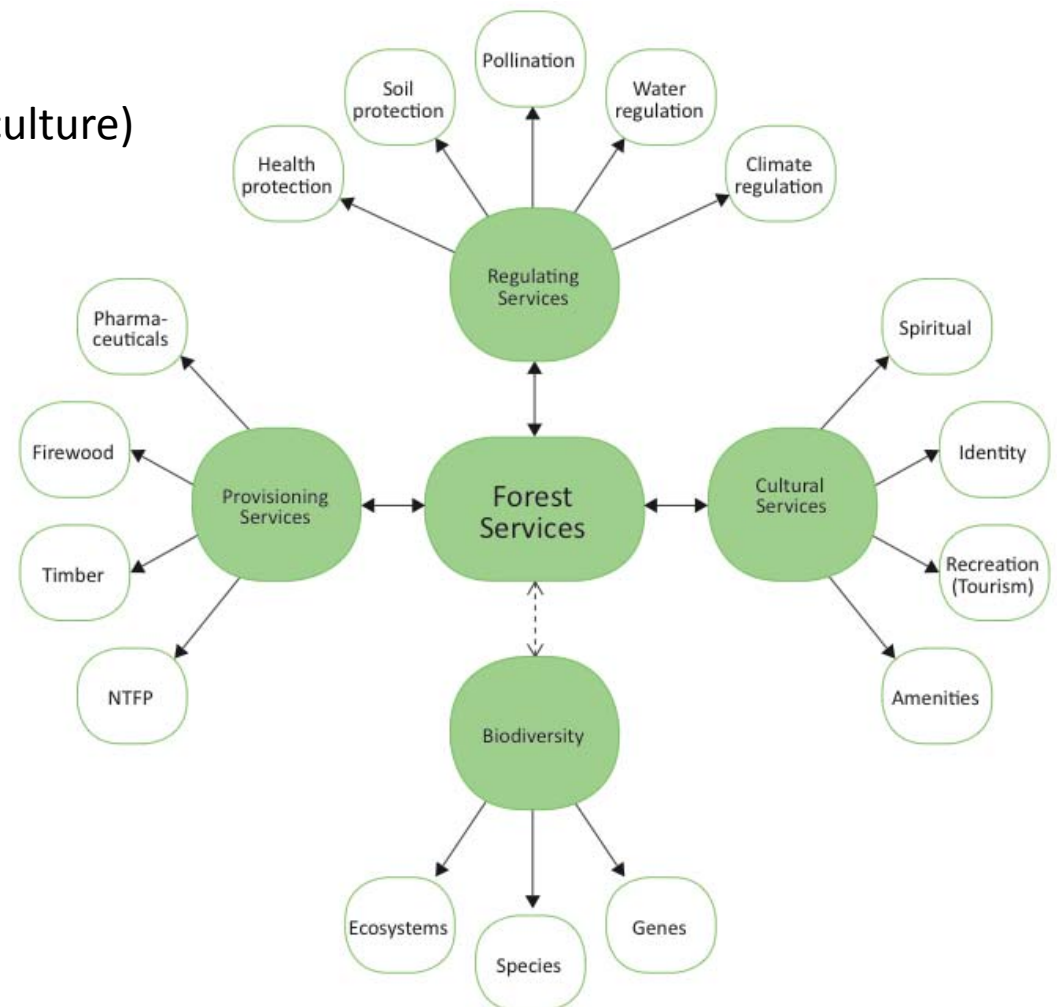 culture)
Pollination
Soil
protection
Water
regulation
Health
protection
Climate
regulation
Regulating
Services
Pharma-
ceuticals
Spiritual
Firewood
Identity
Provisioning
Services
Forest
Services
Cultural
Services
Timber
Recreation
(Tourism)
NTFP
Amenities
Biodiversity
Ecosystems
Species
Genes